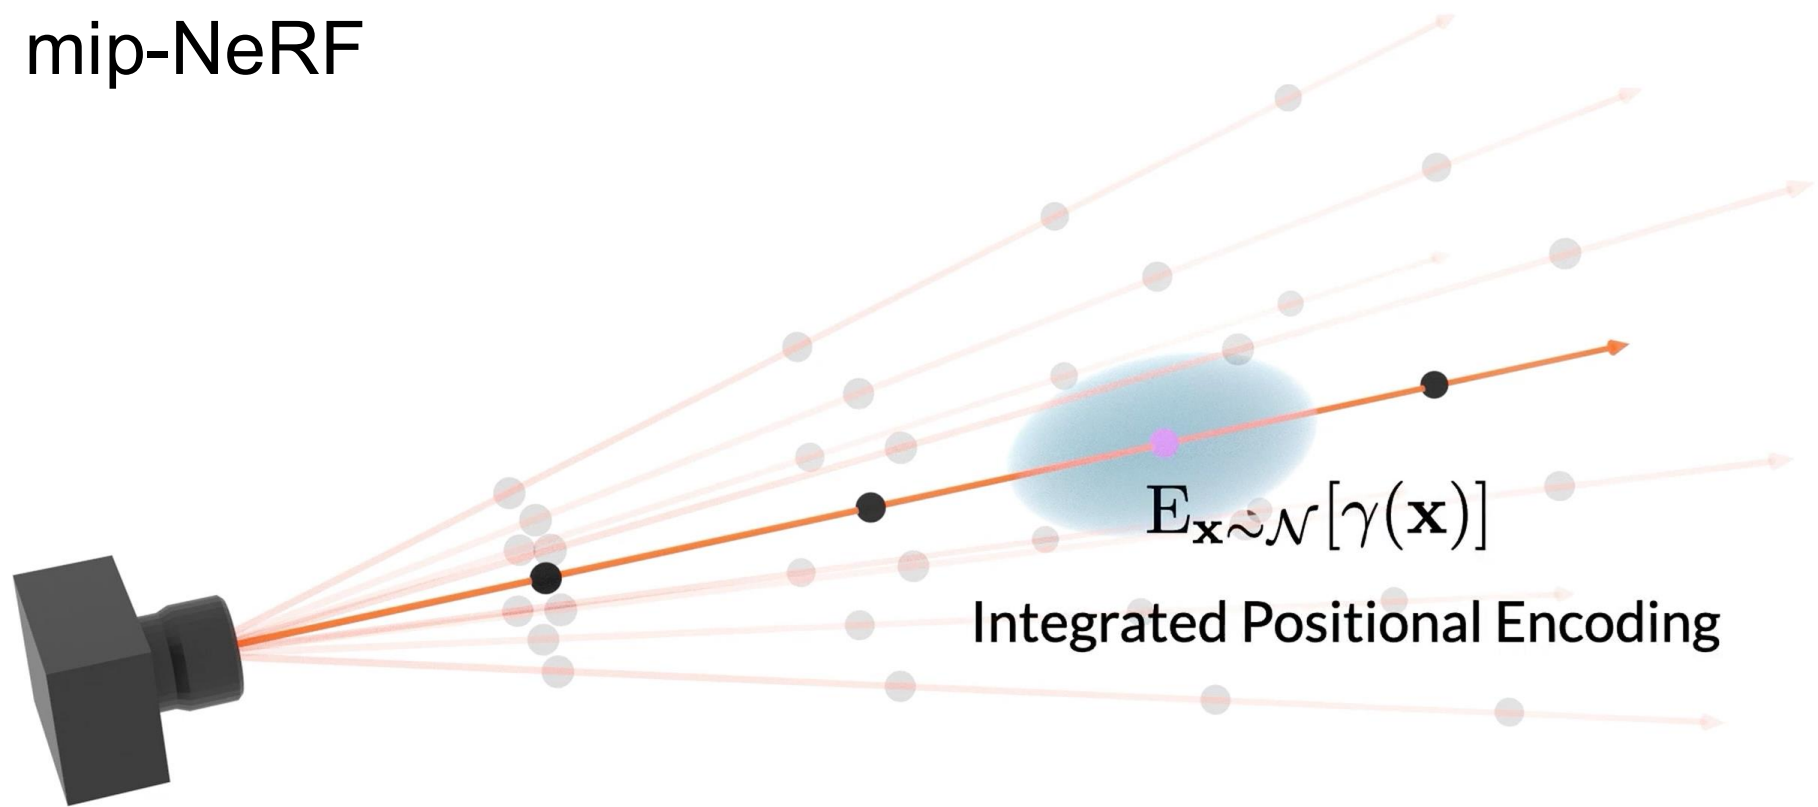 mip-NeRF
E_{𝐱∼𝒩}[γ(𝐱)]
Integrated Positional Encoding